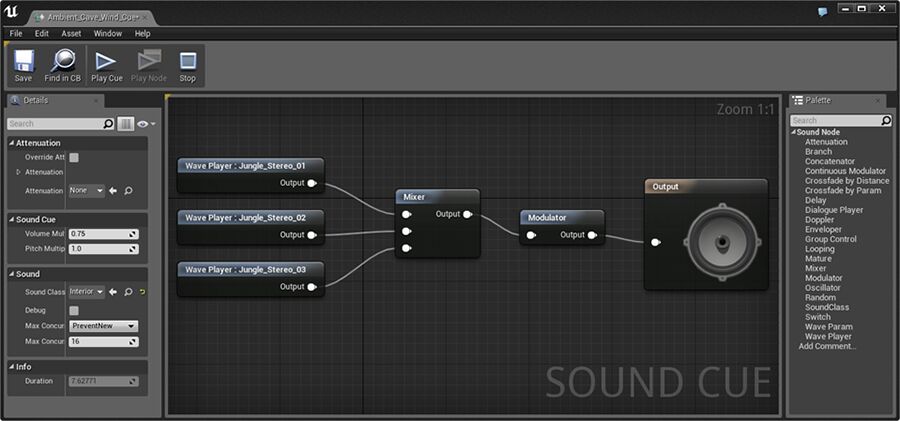 Ambient_Cave_Wind_Cue*
File Edit Asset Window Help
Save Find in CB Play Cue Play Node Stop
Details
Search
Attenuation
Override Att
Attenuation
Attenuation None
Sound Cue
Volume Mul 0.75
Pitch Multip 1.0
Sound
Sound Class Interior
Debug
Max Concur PreventNew
Max Concur 16
Info
Duration 7.62771
Zoom 1:1
Wave Player : Jungle_Stereo_01
Output
Wave Player : Jungle_Stereo_02
Output
Wave Player : Jungle_Stereo_03
Output
Mixer
Output
Modulator
Output
Output
SOUND CUE
Palette
Search
Sound Node
Attenuation
Branch
Concatenator
Continuous Modulator
Crossfade by Distance
Crossfade by Param
Delay
Dialogue Player
Doppler
Enveloper
Group Control
Looping
Mature
Mixer
Modulator
Oscillator
Random
SoundClass
Switch
Wave Param
Wave Player
Add Comment...